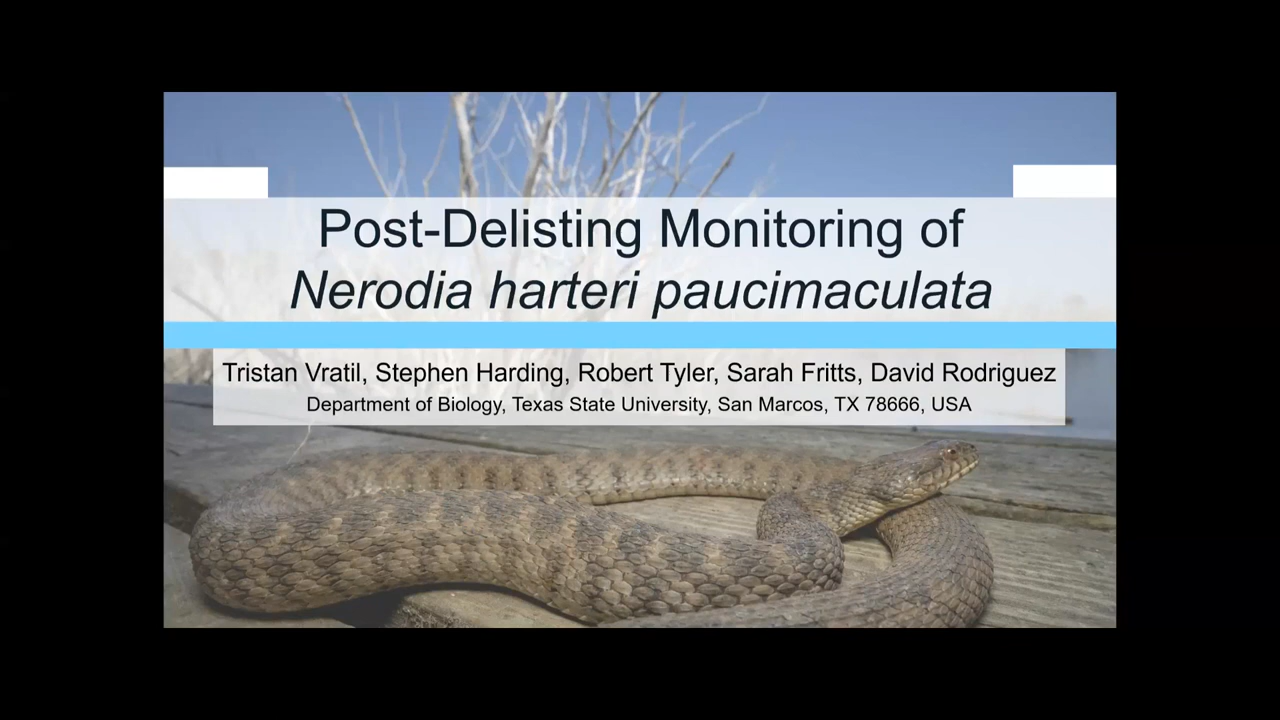 Post-Delisting Monitoring of
Nerodia harteri paucimaculata
Tristan Vratil, Stephen Harding, Robert Tyler, Sarah Fritts, David Rodriguez
Department of Biology, Texas State University, San Marcos, TX 78666, USA